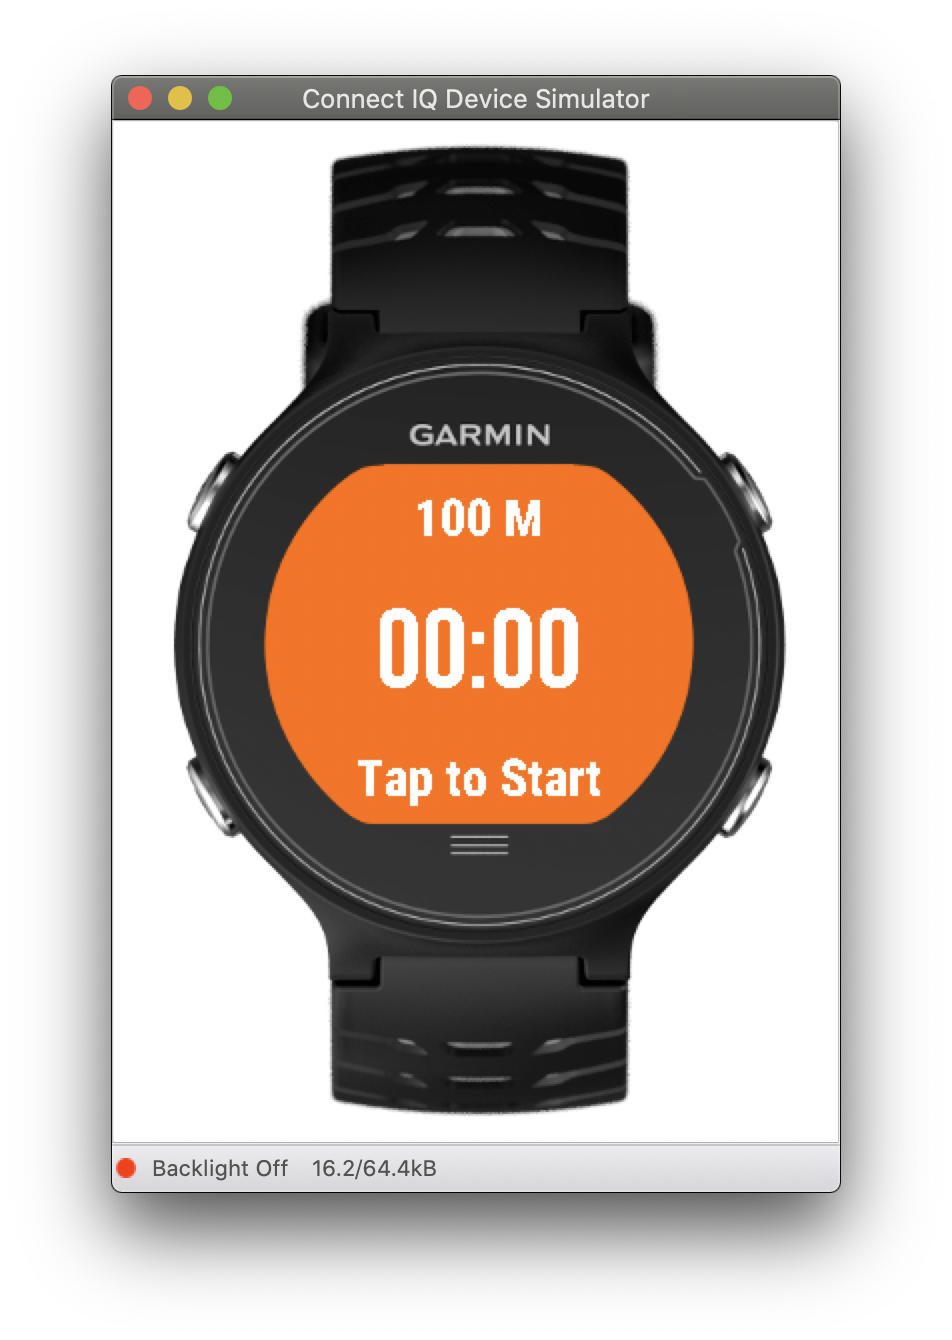 Connect IQ Device Simulator
GARMIN
100 M
00:00
Tap to Start
Backlight Off 16.2/64.4kB